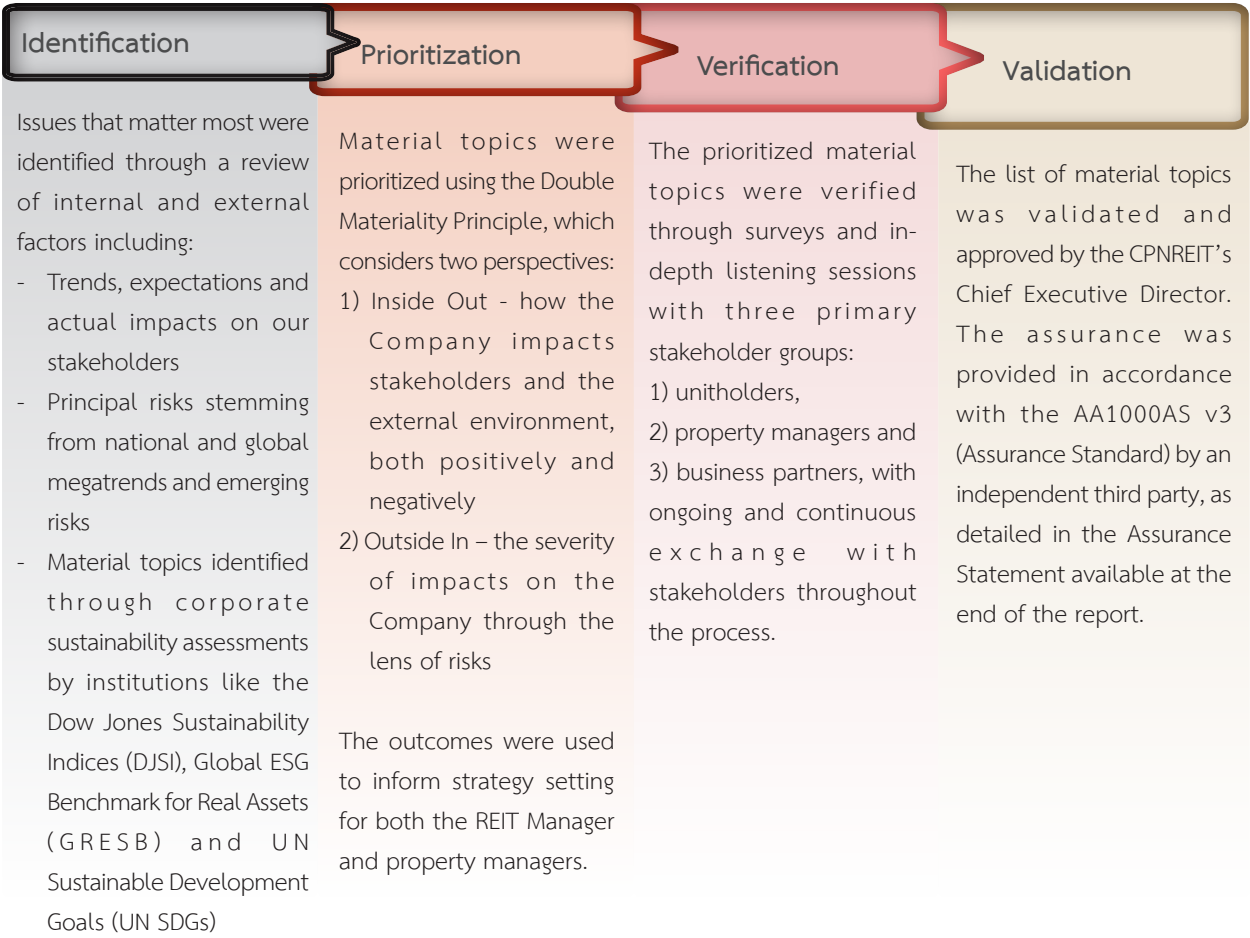 Identification
Issues that matter most were
identified through a review
of internal and external
factors including:
- Trends, expectations and
actual impacts on our
stakeholders
- Principal risks stemming
from national and global
megatrends and emerging
risks
- Material topics identified
through corporate
sustainability assessments
by institutions like the
Dow Jones Sustainability
Indices (DJSI), Global ESG
Benchmark for Real Assets
(GRESB) and UN
Sustainable Development
Goals (UN SDGs)
Prioritization
Material topics were
prioritized using the Double
Materiality Principle, which
considers two perspectives:
1) Inside Out - how the
Company impacts
stakeholders and the
external environment,
both positively and
negatively
2) Outside In – the severity
of impacts on the
Company through the
lens of risks
The outcomes were used
to inform strategy setting
for both the REIT Manager
and property managers.
Verification
The prioritized material
topics were verified
through surveys and in-
depth listening sessions
with three primary
stakeholder groups:
1) unitholders,
2) property managers and
3) business partners, with
ongoing and continuous
exchange with
stakeholders throughout
the process.
Validation
The list of material topics
was validated and
approved by the CPNREIT’s
Chief Executive Director.
The assurance was
provided in accordance
with the AA1000AS v3
(Assurance Standard) by an
independent third party, as
detailed in the Assurance
Statement available at the
end of the report.